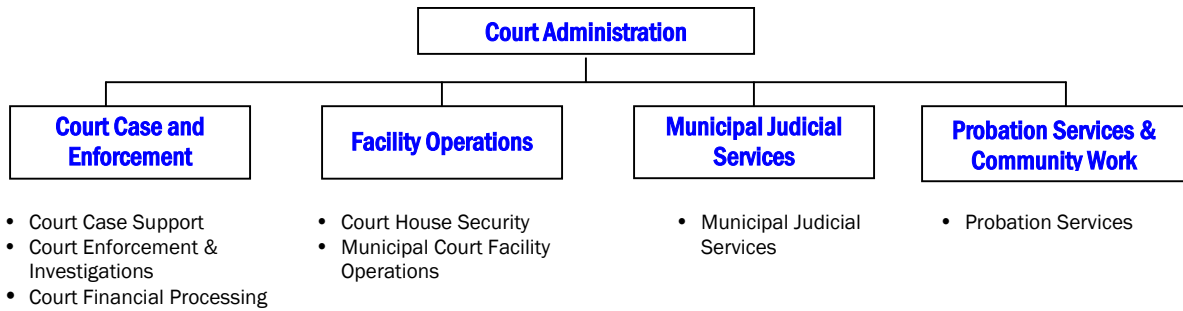 Court Administration
Court Case and
Enforcement
Facility Operations
Municipal Judicial
Services
Probation Services &
Community Work
• Court Case Support
• Court Enforcement &
Investigations
• Court Financial Processing
• Court House Security
• Municipal Court Facility
Operations
• Municipal Judicial
Services
• Probation Services